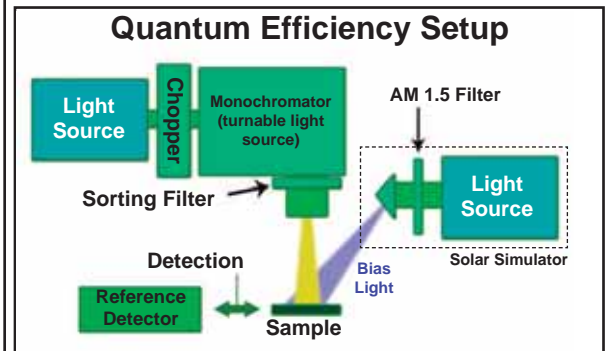 Quantum Efficiency Setup
Light
Source
Chopper
Monochromator
(turnable light
source)
AM 1.5 Filter
Light
Source
Sorting Filter
Solar Simulator
Bias
Light
Detection
Reference
Detector
Sample